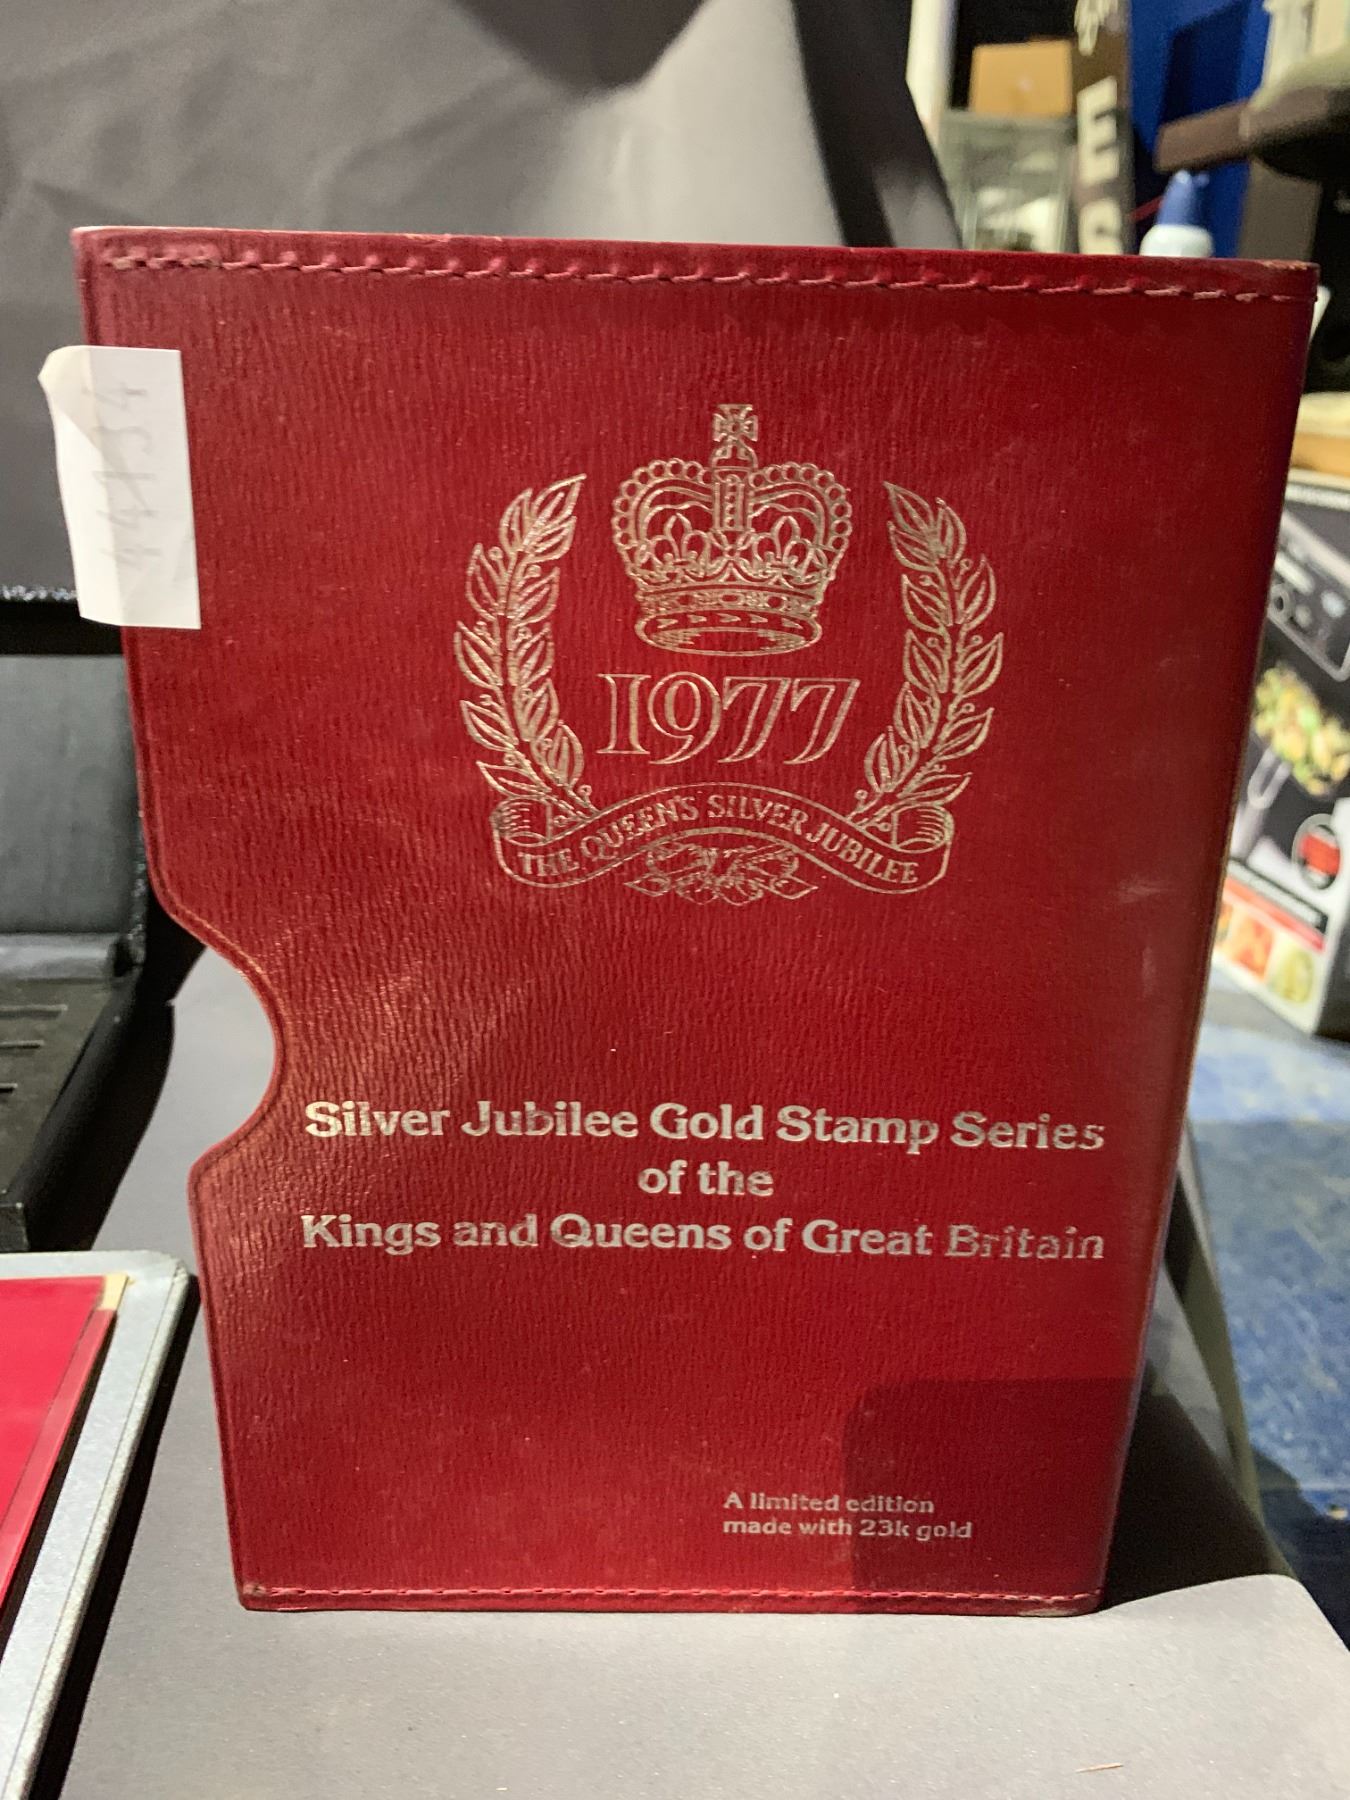 1977
THE QUEEN'S SILVER JUBILEE
Silver Jubilee Gold Stamp Series
of the
Kings and Queens of Great Britain
A limited edition
made with 23k gold